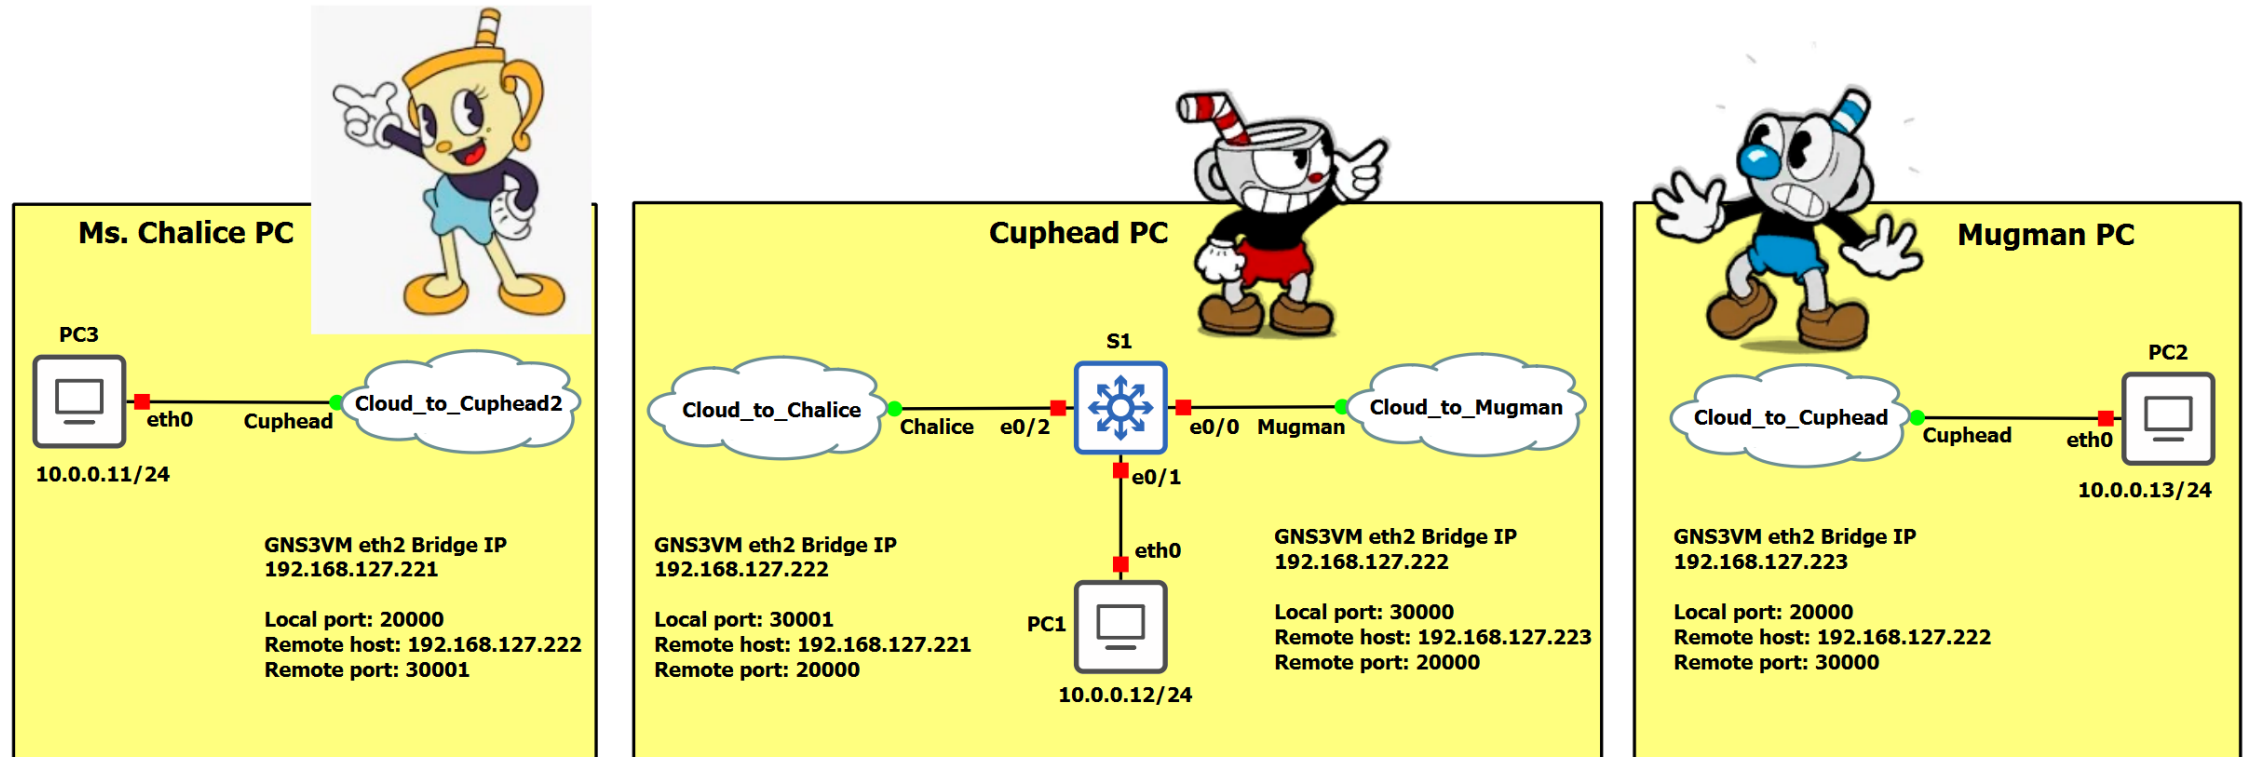 Ms. Chalice PC
PC3
eth0
Cuphead
Cloud_to_Cuphead2
10.0.0.11/24
GNS3VM eth2 Bridge IP
192.168.127.221
Local port: 20000
Remote host: 192.168.127.222
Remote port: 30001
Cuphead PC
S1
Cloud_to_Chalice
Chalice
e0/2
e0/0
Mugman
Cloud_to_Mugman
e0/1
eth0
PC1
10.0.0.12/24
GNS3VM eth2 Bridge IP
192.168.127.222
Local port: 30001
Remote host: 192.168.127.221
Remote port: 20000
GNS3VM eth2 Bridge IP
192.168.127.222
Local port: 30000
Remote host: 192.168.127.223
Remote port: 20000
Mugman PC
PC2
Cloud_to_Cuphead
Cuphead
eth0
10.0.0.13/24
GNS3VM eth2 Bridge IP
192.168.127.223
Local port: 20000
Remote host: 192.168.127.222
Remote port: 30000